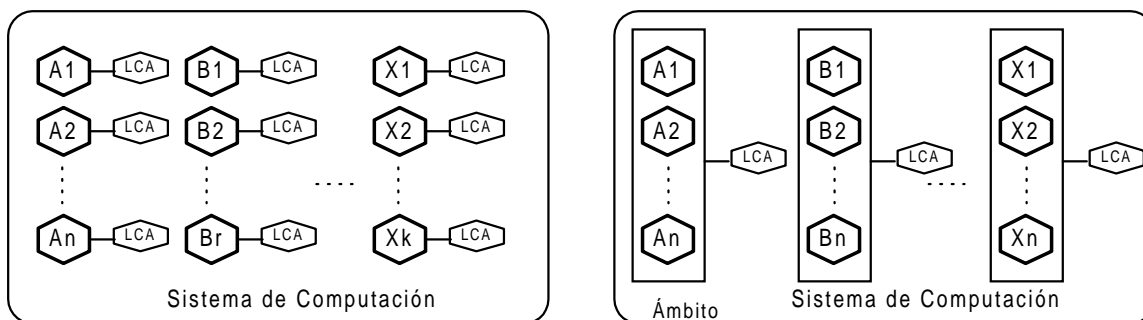 A1 LCA B1 LCA X1 LCA
A2 LCA B2 LCA X2 LCA
.....
An LCA Br LCA Xk LCA
Sistema de Computación
A1 B1 X1
A2 B2 X2
LCA LCA LCA
.....
An Bn Xn
Ámbito Sistema de Computación